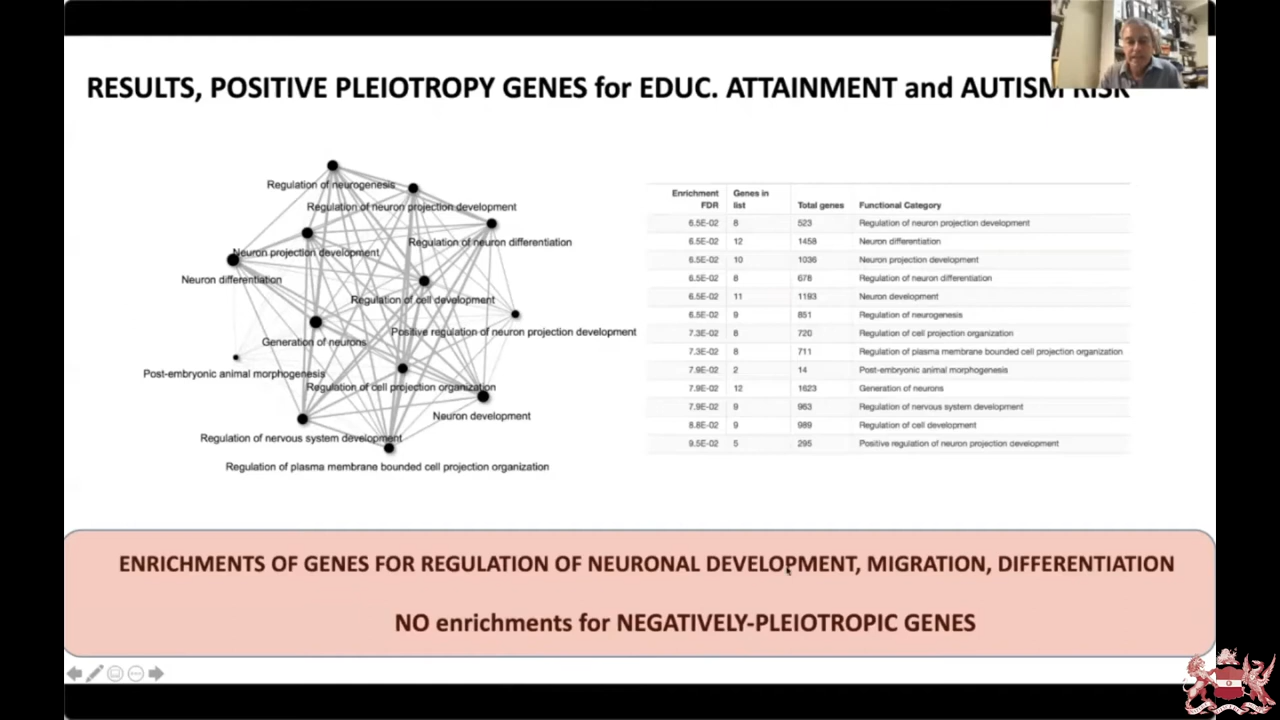 RESULTS, POSITIVE PLEIOTROPY GENES for EDUC. ATTAINMENT and AUTISM RISK
Regulation of neurogenesis
Regulation of neuron projection development
Regulation of neuron differentiation
Neuron projection development
Neuron differentiation
Regulation of cell development
Positive regulation of neuron projection development
Generation of neurons
Post-embryonic animal morphogenesis
Regulation of cell projection organization
Neuron development
Regulation of nervous system development
Regulation of plasma membrane bounded cell projection organization
Enrichment FDR Genes in list Total genes Functional Category
6.5E-02 8 523 Regulation of neuron projection development
6.5E-02 12 1458 Neuron differentiation
6.5E-02 10 1036 Neuron projection development
6.5E-02 8 678 Regulation of neuron differentiation
6.5E-02 11 1193 Neuron development
6.5E-02 9 851 Regulation of neurogenesis
7.3E-02 8 720 Regulation of cell projection organization
7.3E-02 8 711 Regulation of plasma membrane bounded cell projection organization
7.9E-02 2 14 Post-embryonic animal morphogenesis
7.9E-02 12 1623 Generation of neurons
7.9E-02 9 963 Regulation of nervous system development
8.8E-02 9 989 Regulation of cell development
9.5E-02 5 295 Positive regulation of neuron projection development
ENRICHMENTS OF GENES FOR REGULATION OF NEURONAL DEVELOPMENT, MIGRATION, DIFFERENTIATION
NO enrichments for NEGATIVELY-PLEIOTROPIC GENES